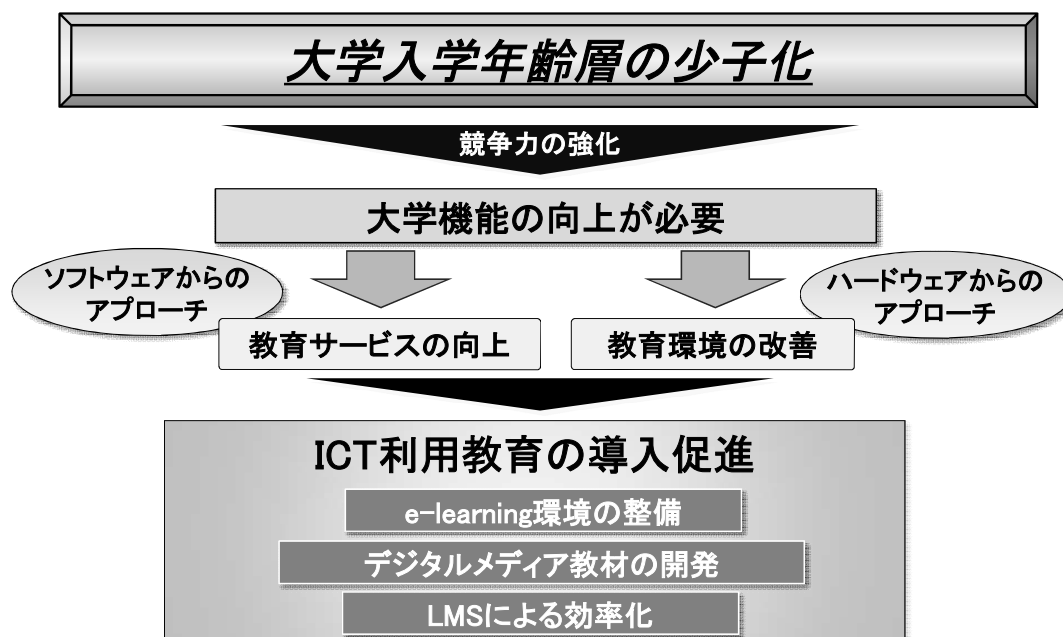 大学入学年齢層の少子化
競争力の強化
大学機能の向上が必要
ソフトウェアからの
アプローチ
ハードウェアからの
アプローチ
教育サービスの向上
教育環境の改善
ICT利用教育の導入促進
e-learning環境の整備
デジタルメディア教材の開発
LMSによる効率化